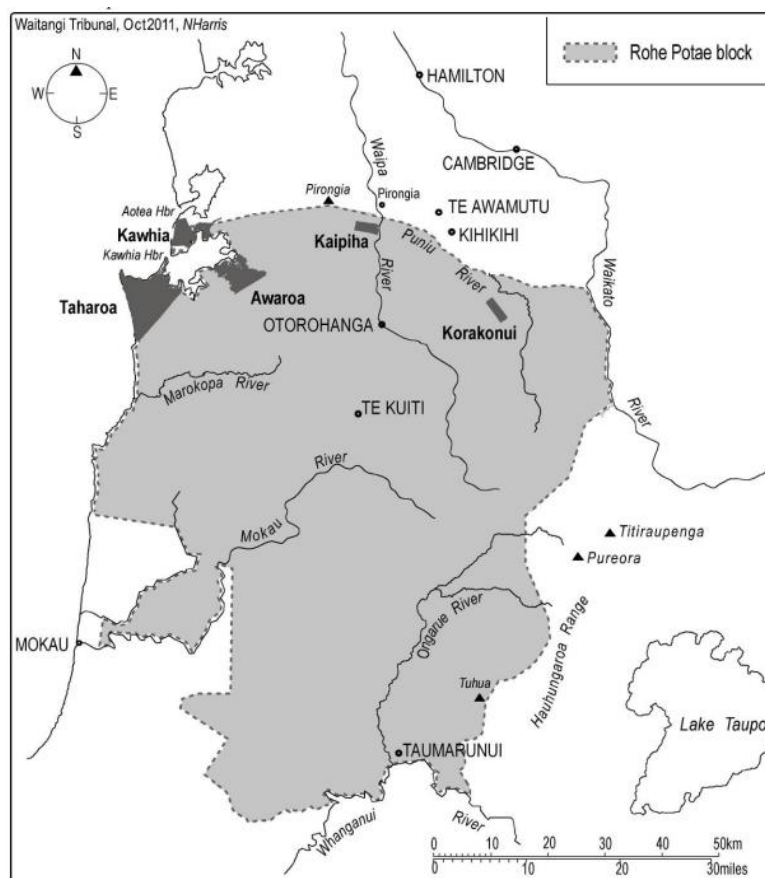 Waitangi Tribunal, Oct2011, NHarris
N
W E
S
Rohe Potae block
HAMILTON
CAMBRIDGE
Waipa
River
Pirongia
Pirongia
TE AWAMUTU
KIHIKIHI
Aotea Hbr
Kawhia
Kawhia Hbr
Kaipiha
Puniu
River
Waikato
River
Taharoa
Awaroa
OTOROHANGA
Korakonui
Marokopa River
TE KUITI
Mokau
River
Titiraupenga
Pureora
MOKAU
Ongarue River
Hauhungaroa Range
Tuhua
Lake Taupo
TAUMARUNUI
Whanganui
River
0 10 20 30 40 50km
0 10 20 30miles